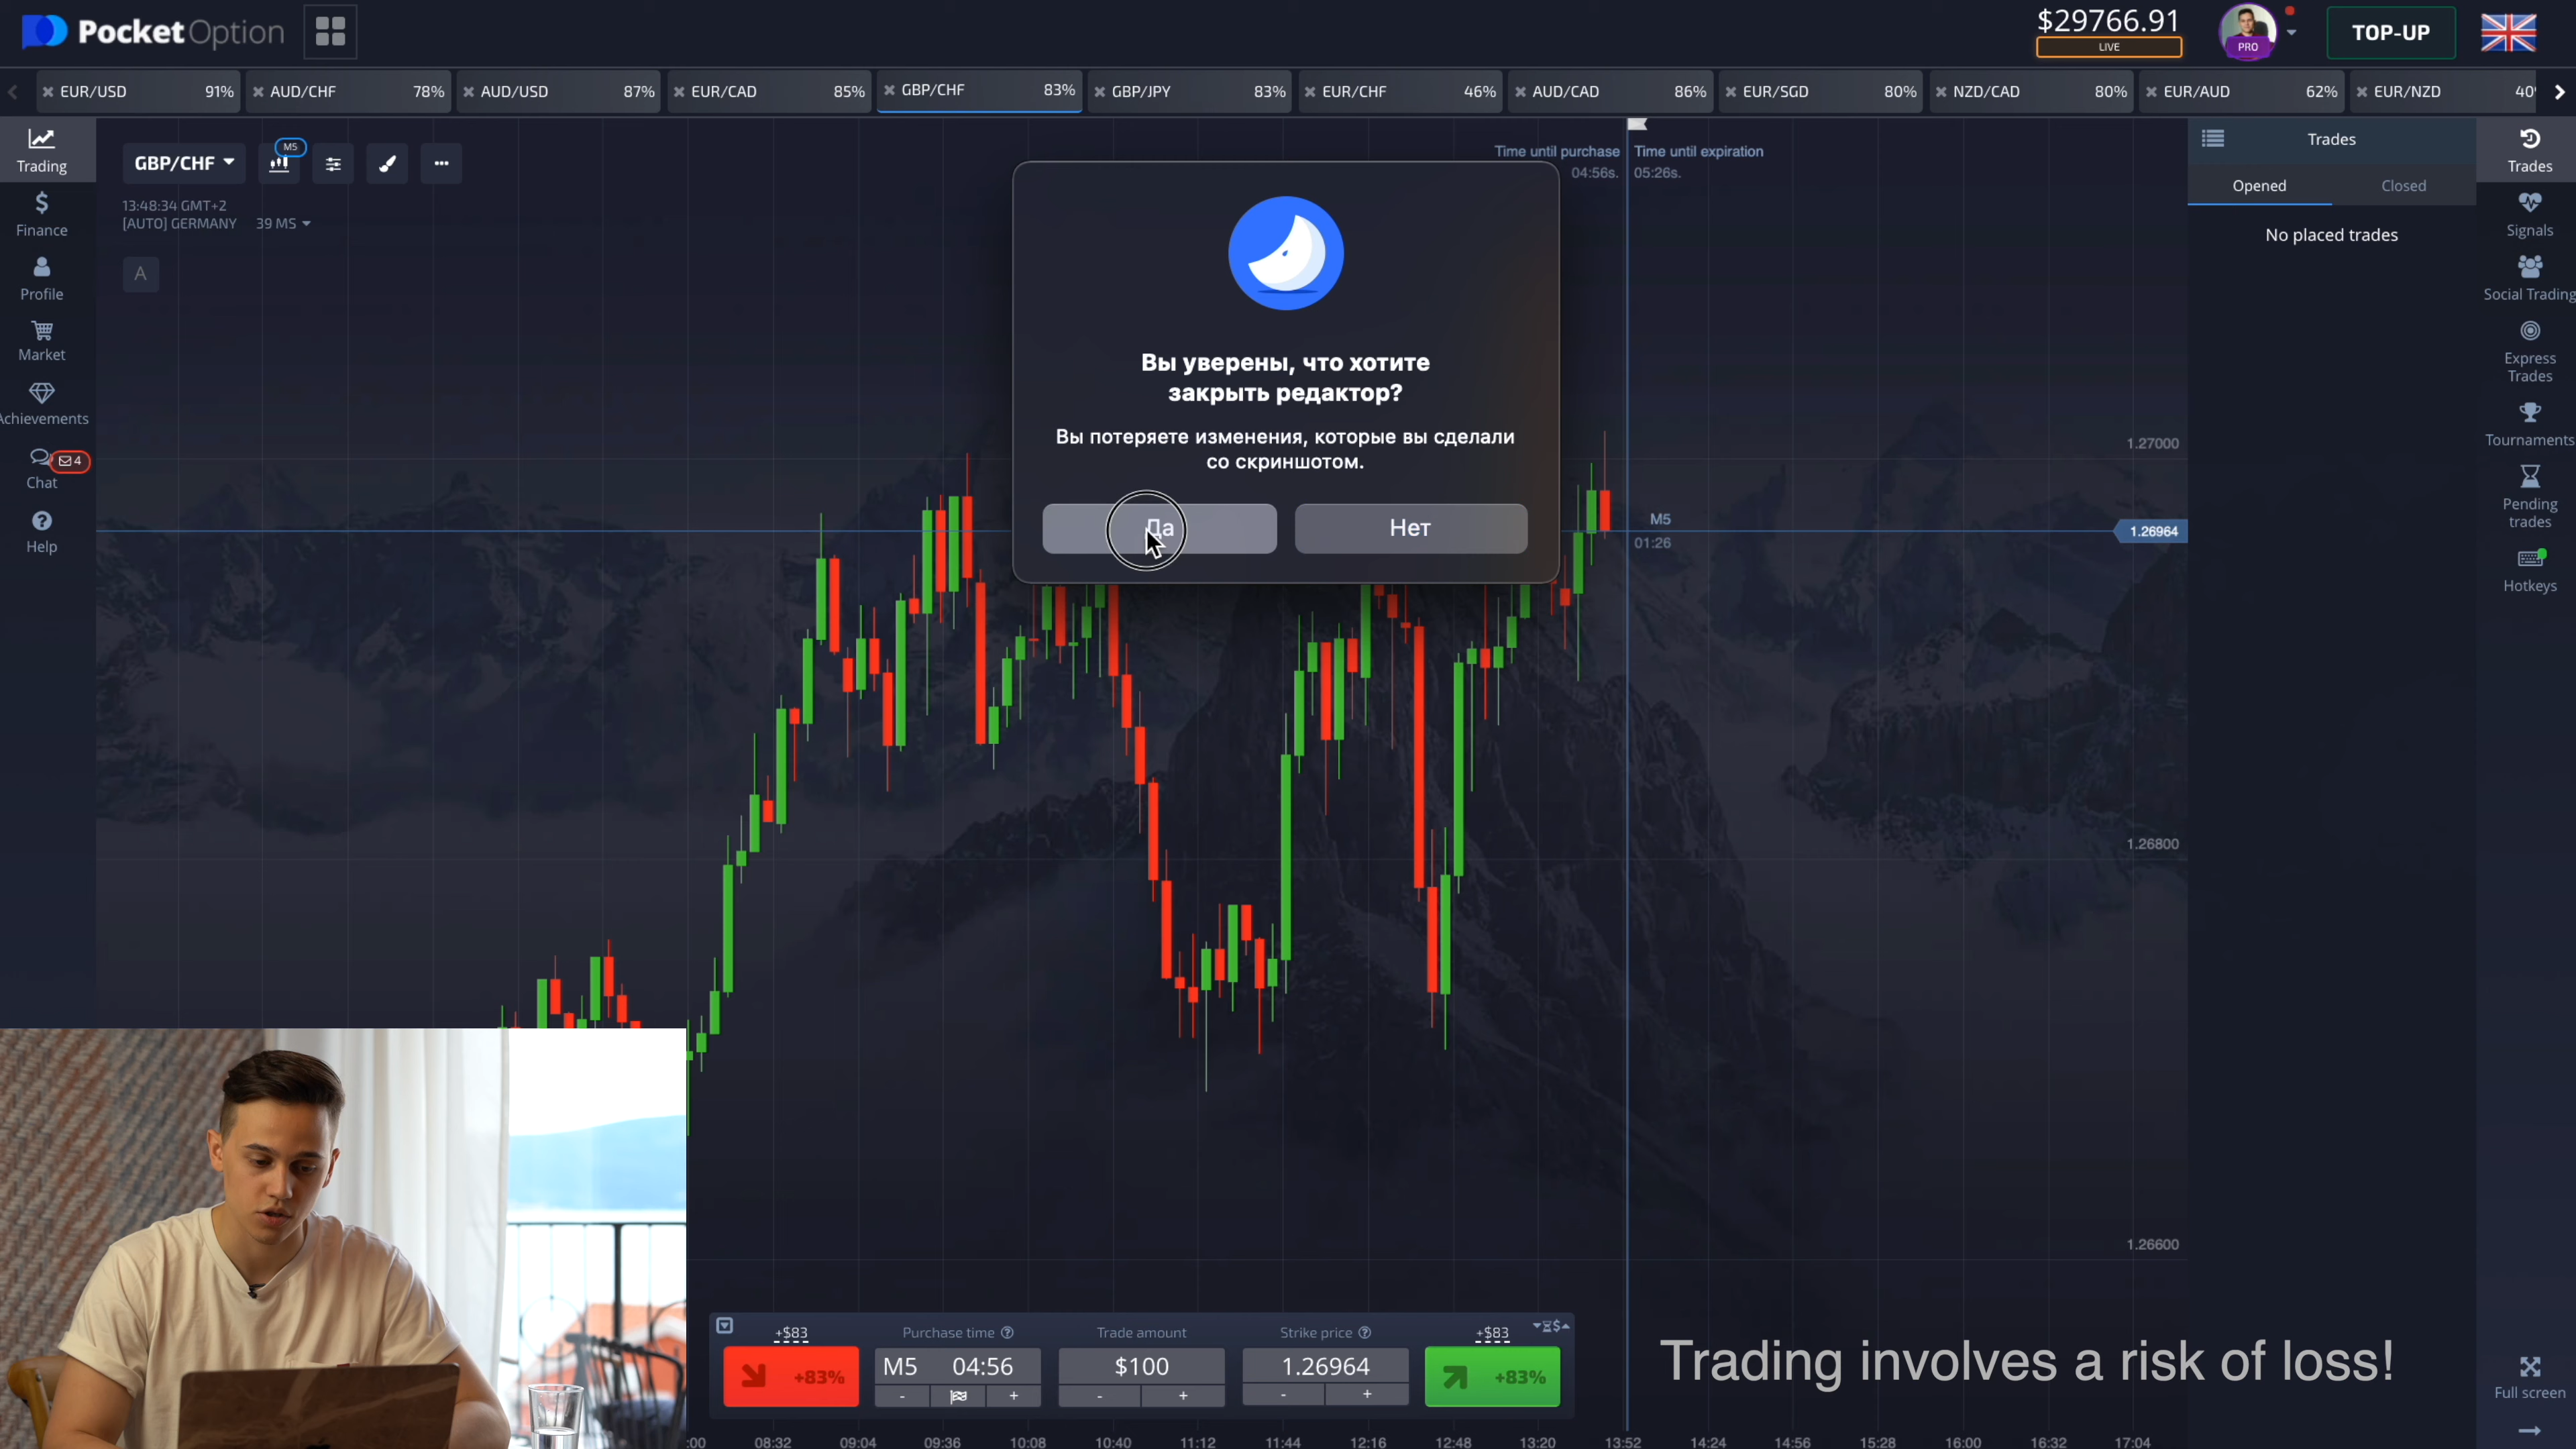 PocketOption
$29766.91
LIVE
PRO
TOP-UP
EUR/USD 91%
AUD/CHF 78%
AUD/USD 87%
EUR/CAD 85%
GBP/CHF 83%
GBP/JPY 83%
EUR/CHF 46%
AUD/CAD 86%
EUR/SGD 80%
NZD/CAD 80%
EUR/AUD 62%
EUR/NZD 40
Trading
Finance
Profile
Market
Achievements
4
Chat
Help
GBP/CHF
M5
13:48:34 GMT+2
[AUTO] GERMANY 39 MS
A
Time until purchase
04:56s.
Time until expiration
05:26s.
Вы уверены, что хотите
закрыть редактор?
Вы потеряете изменения, которые вы сделали
со скриншотом.
Да
Нет
M5
01:26
1.27000
1.26964
1.26800
1.26600
Trades
Opened
Closed
No placed trades
Trades
Signals
Social Trading
Express
Trades
Tournaments
Pending
trades
Hotkeys
Full screen
+$83
+83%
Purchase time
M5 04:56
- +
Trade amount
$100
- +
Strike price
1.26964
- +
+$83
+83%
Trading involves a risk of loss!
:00 08:32 09:04 09:36 10:08 10:40 11:12 11:44 12:16 12:48 13:20 13:52 14:24 14:56 15:28 16:00 16:32 17:04